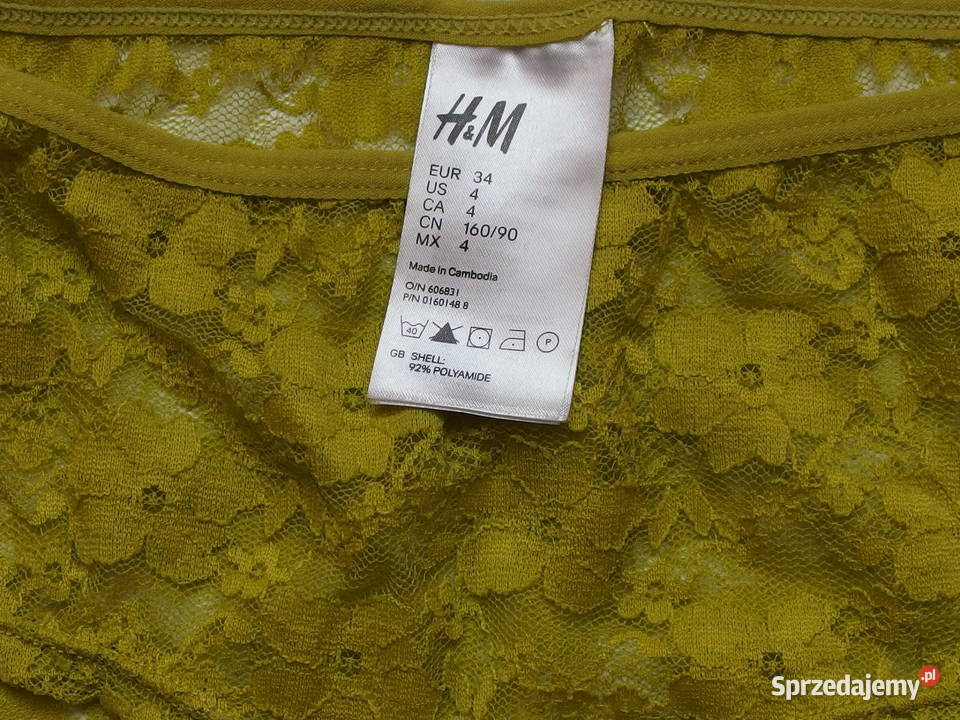 H&M
EUR 34
US 4
CA 4
CN 160/90
MX 4
Made in Cambodia
O/N 606831
P/N 0160148 8
40 P
GB SHELL:
92% POLYAMIDE
Sprzedajemy.pl